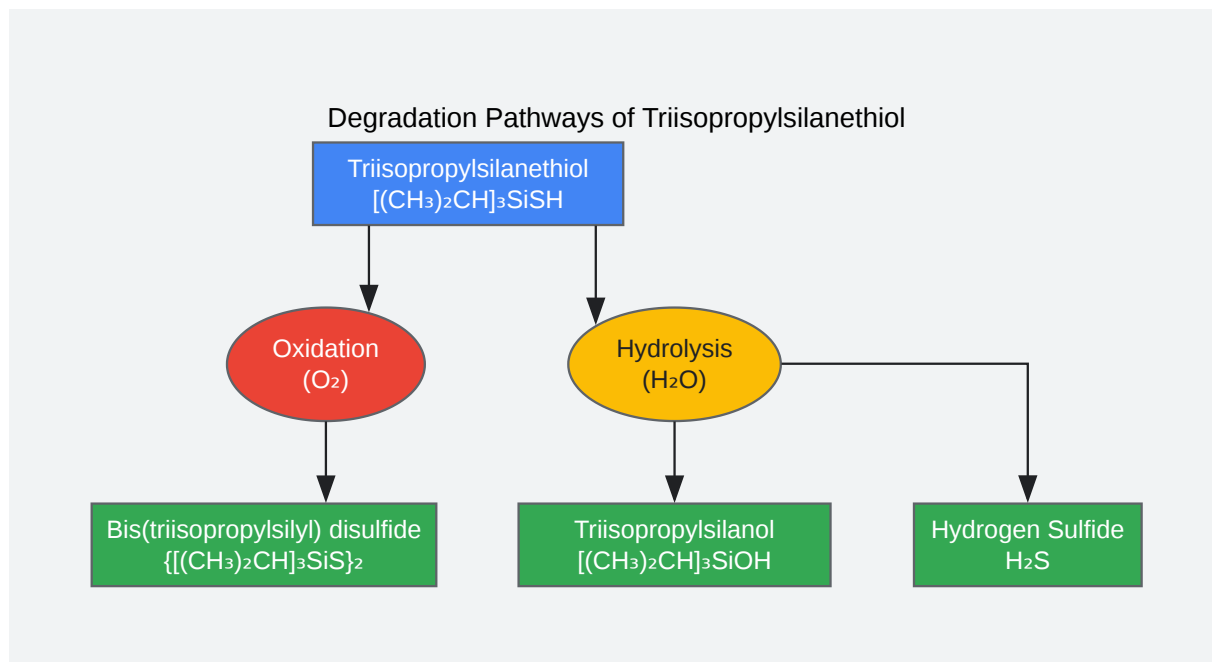 Degradation Pathways of Triisopropylsilanethiol
Triisopropylsilanethiol
[(CH₃)₂CH]₃SiSH
Oxidation
(O₂)
Hydrolysis
(H₂O)
Bis(triisopropylsilyl) disulfide
{[(CH₃)₂CH]₃SiS}₂
Triisopropylsilanol
[(CH₃)₂CH]₃SiOH
Hydrogen Sulfide
H₂S